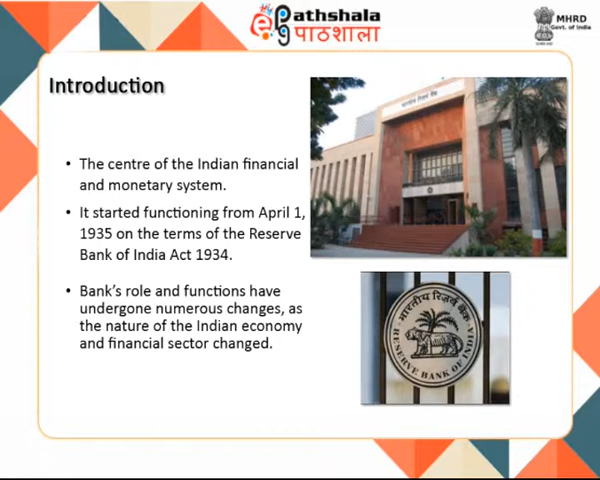 Pathshala
पाठशाला
MHRD
Govt. of India
Introduction
• The centre of the Indian financial
and monetary system.
• It started functioning from April 1,
1935 on the terms of the Reserve
Bank of India Act 1934.
• Bank's role and functions have
undergone numerous changes, as
the nature of the Indian economy
and financial sector changed.
भारतीय रिज़र्व बैंक
भारतीय रिज़र्व बैंक
RESERVE BANK OF INDIA